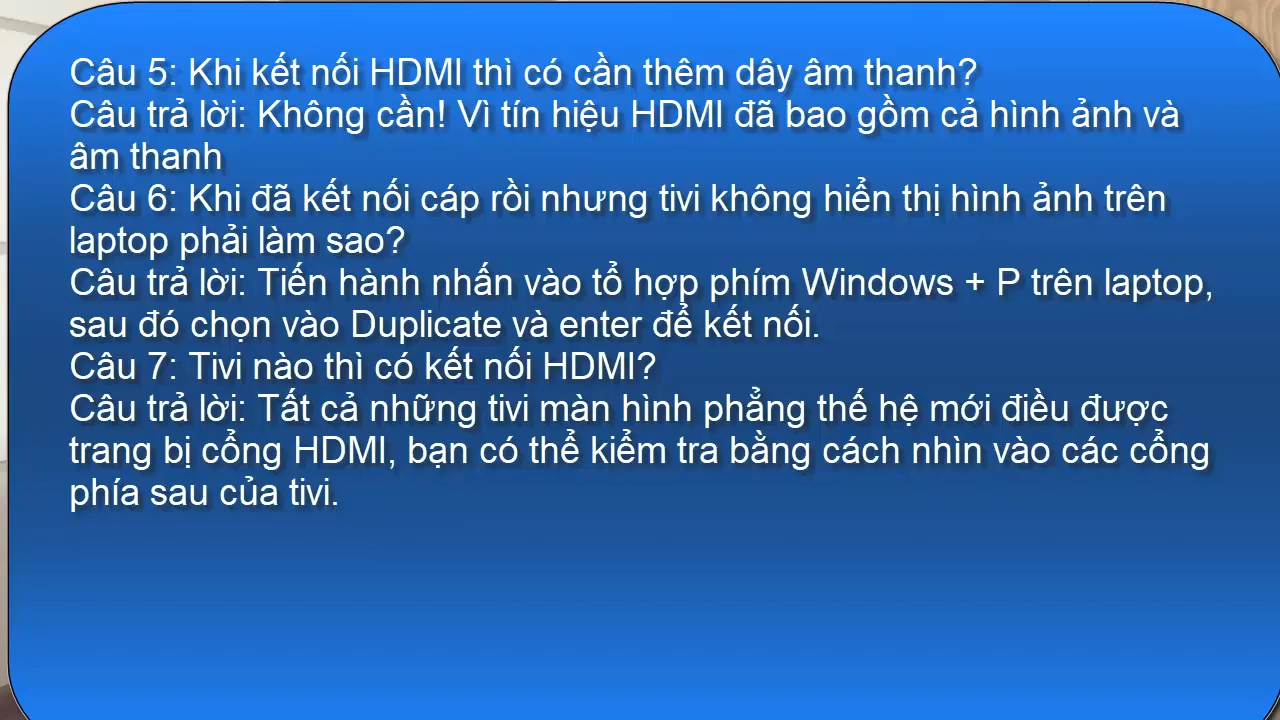 Câu 5: Khi kết nối HDMI thì có cần thêm dây âm thanh?
Câu trả lời: Không cần! Vì tín hiệu HDMI đã bao gồm cả hình ảnh và
âm thanh
Câu 6: Khi đã kết nối cáp rồi nhưng tivi không hiển thị hình ảnh trên
laptop phải làm sao?
Câu trả lời: Tiến hành nhấn vào tổ hợp phím Windows + P trên laptop,
sau đó chọn vào Duplicate và enter để kết nối.
Câu 7: Tivi nào thì có kết nối HDMI?
Câu trả lời: Tất cả những tivi màn hình phẳng thế hệ mới điều được
trang bị cổng HDMI, bạn có thể kiểm tra bằng cách nhìn vào các cổng
phía sau của tivi.